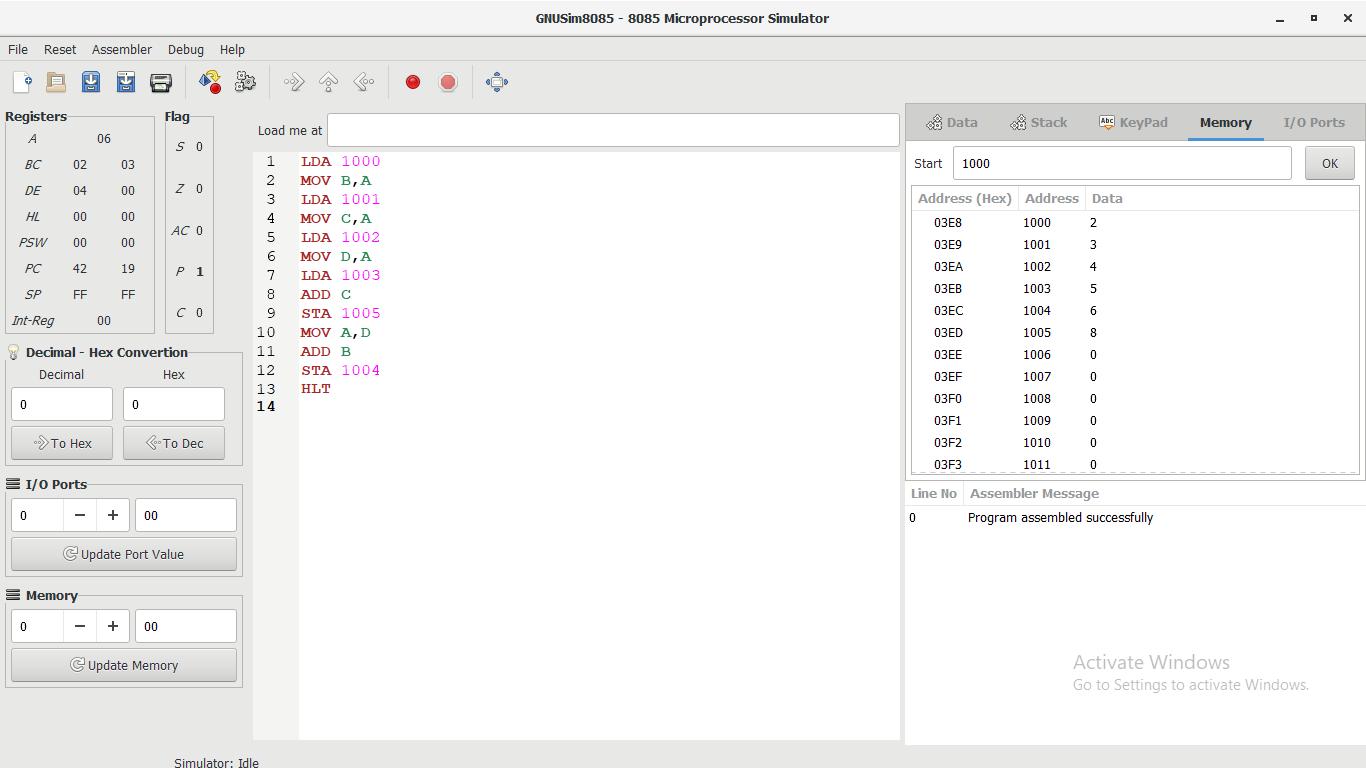 GNUSim8085 - 8085 Microprocessor Simulator
File Reset Assembler Debug Help
Registers
A 06
BC 02 03
DE 04 00
HL 00 00
PSW 00 00
PC 42 19
SP FF FF
Int-Reg 00
Flag
S 0
Z 0
AC 0
P 1
C 0
Decimal - Hex Convertion
Decimal Hex
0 0
To Hex To Dec
I/O Ports
0 − + 00
Update Port Value
Memory
0 − + 00
Update Memory
Load me at
1 LDA 1000
2 MOV B,A
3 LDA 1001
4 MOV C,A
5 LDA 1002
6 MOV D,A
7 LDA 1003
8 ADD C
9 STA 1005
10 MOV A,D
11 ADD B
12 STA 1004
13 HLT
14
Data Stack Abc KeyPad Memory I/O Ports
Start 1000 OK
Address (Hex) Address Data
03E8 1000 2
03E9 1001 3
03EA 1002 4
03EB 1003 5
03EC 1004 6
03ED 1005 8
03EE 1006 0
03EF 1007 0
03F0 1008 0
03F1 1009 0
03F2 1010 0
03F3 1011 0
Line No Assembler Message
0 Program assembled successfully
Activate Windows
Go to Settings to activate Windows.
Simulator: Idle